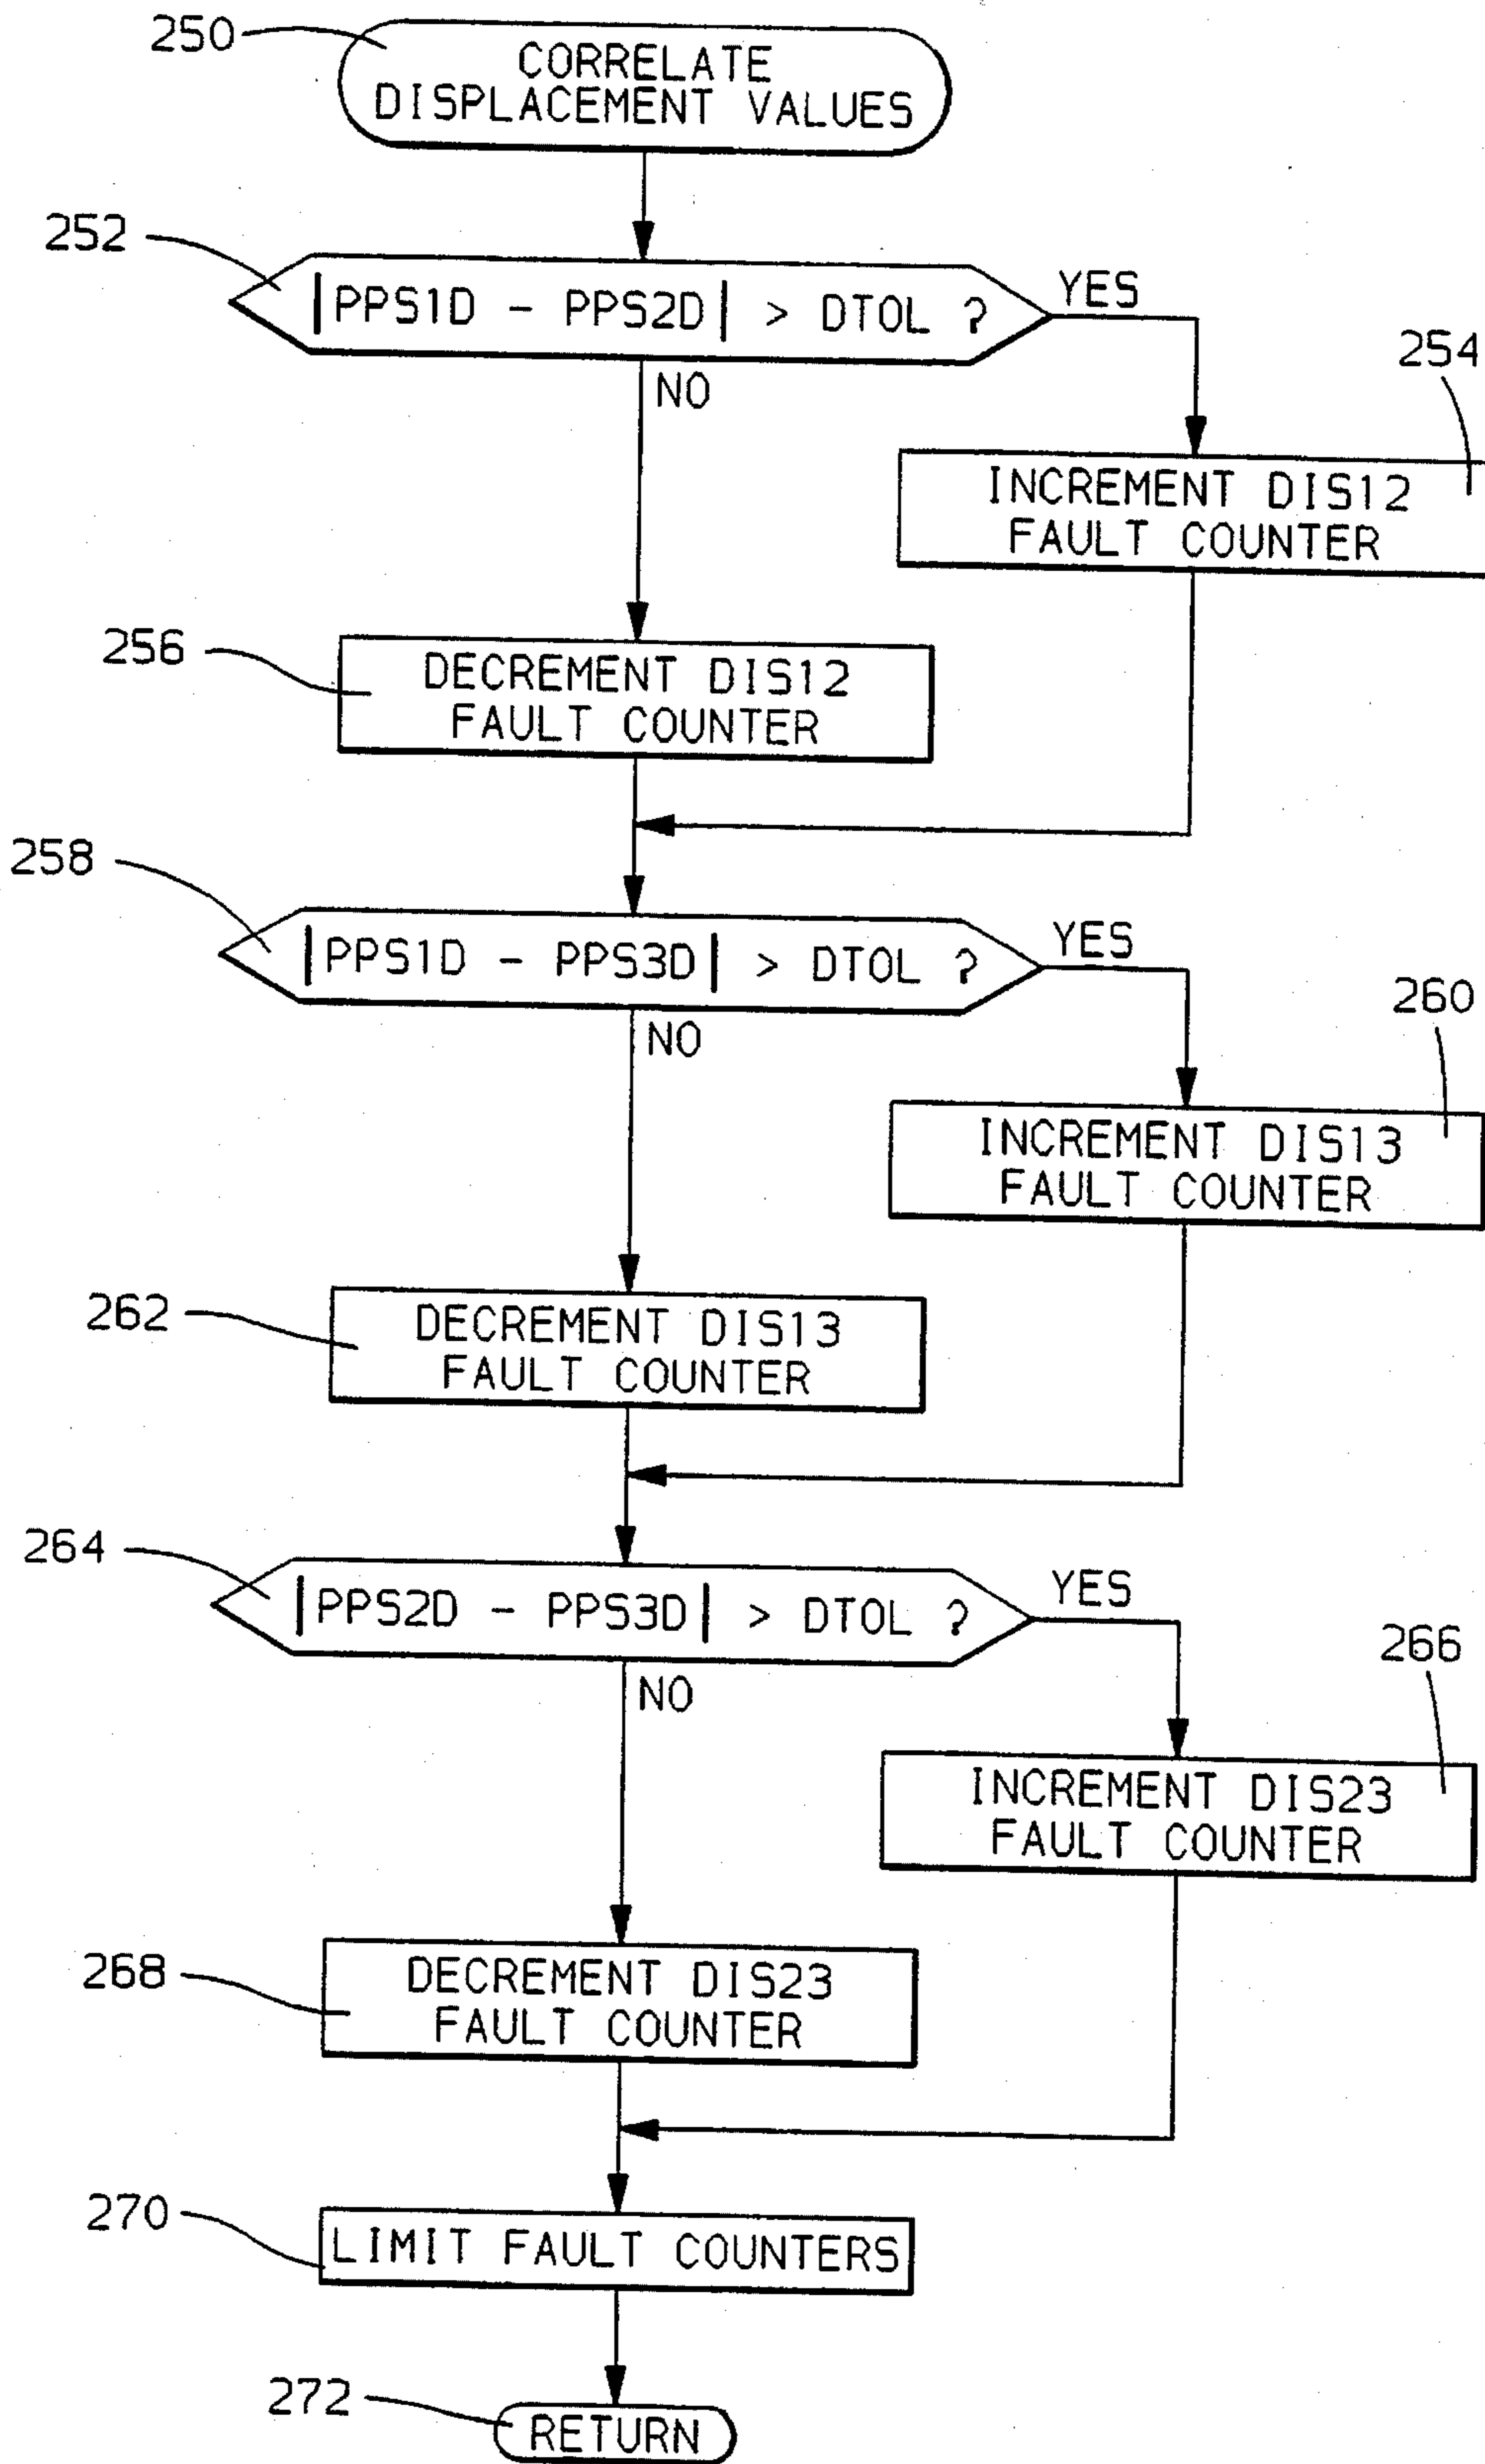 250
CORRELATE
DISPLACEMENT VALUES
252
|PPS1D - PPS2D| > DTOL ?
YES
NO
254
INCREMENT DIS12
FAULT COUNTER
256
DECREMENT DIS12
FAULT COUNTER
258
|PPS1D - PPS3D| > DTOL ?
YES
NO
260
INCREMENT DIS13
FAULT COUNTER
262
DECREMENT DIS13
FAULT COUNTER
264
|PPS2D - PPS3D| > DTOL ?
YES
NO
266
INCREMENT DIS23
FAULT COUNTER
268
DECREMENT DIS23
FAULT COUNTER
270
LIMIT FAULT COUNTERS
272
RETURN